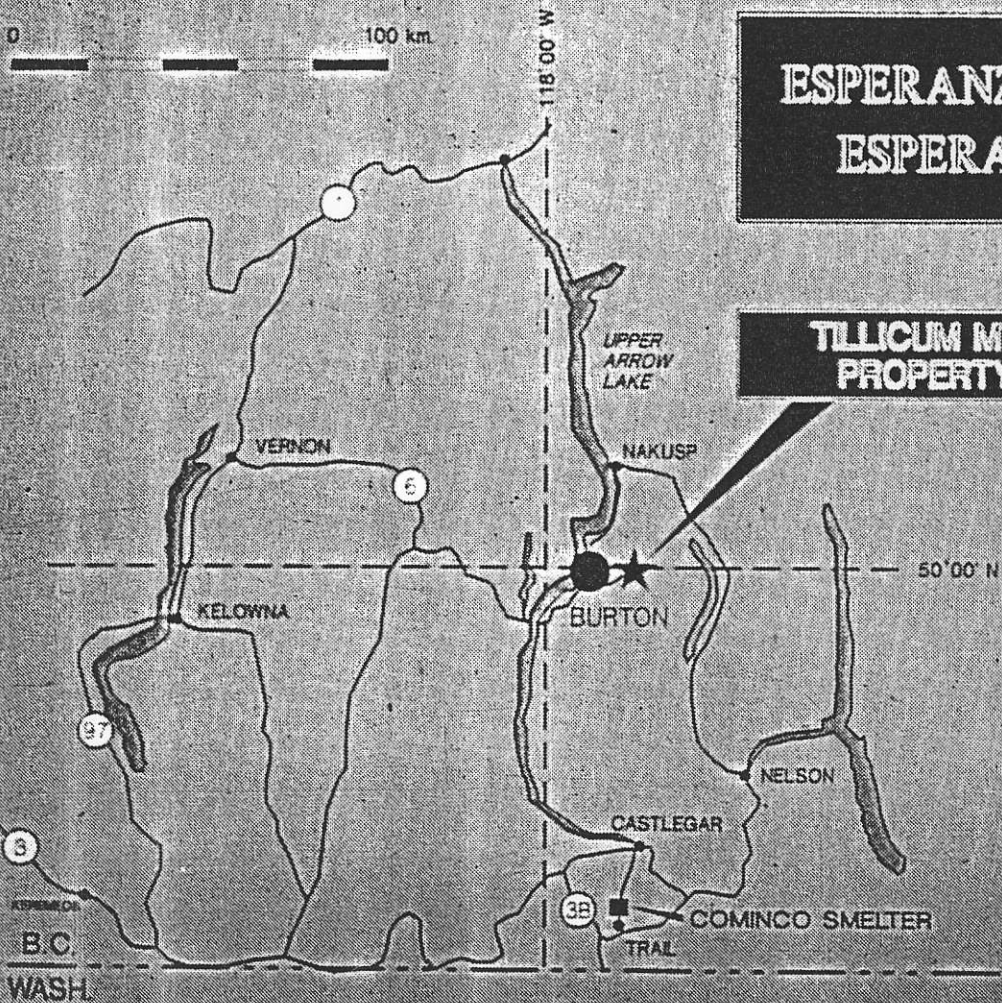 0 100 km.
118°00' W
ESPERANZ
ESPERA
1
UPPER
ARROW
LAKE
TILLICUM M
PROPERTY
VERNON
NAKUSP
6
50°00' N
BURTON
KELOWNA
97
NELSON
CASTLEGAR
3
3B
COMINCO SMELTER
TRAIL
B.C.
WASH.